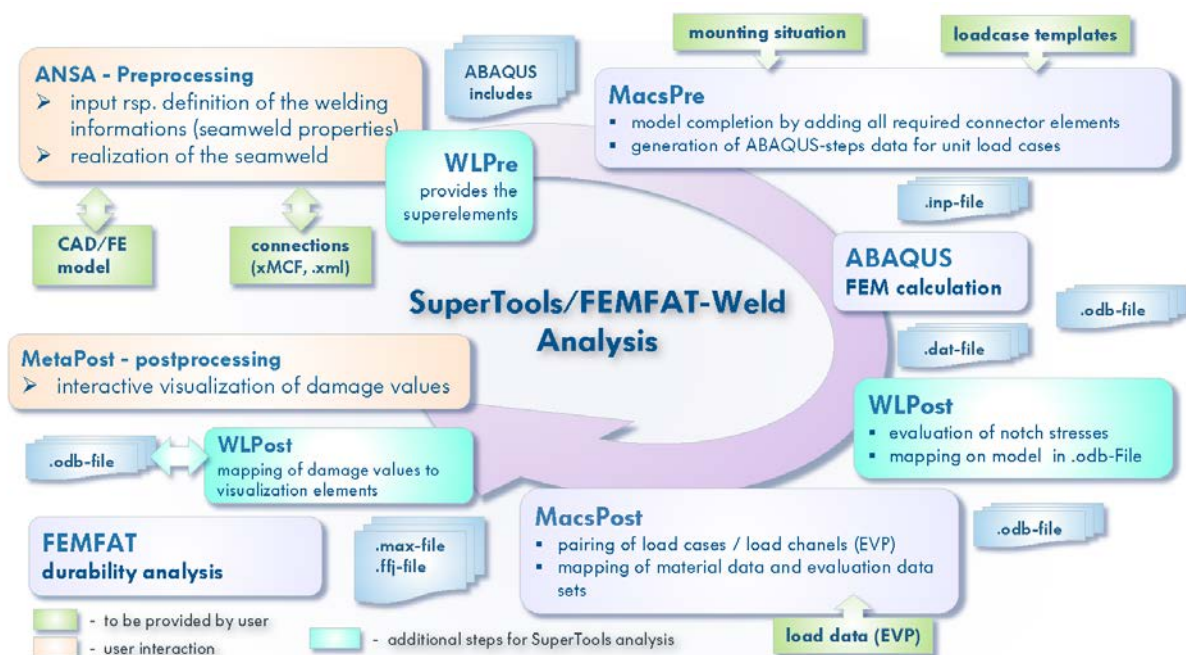 mounting situation
loadcase templates
ANSA - Preprocessing
➢ input rsp. definition of the welding
informations (seamweld properties)
➢ realization of the seamweld
ABAQUS
includes
MacsPre
▪ model completion by adding all required connector elements
▪ generation of ABAQUS-steps data for unit load cases
WLPre
provides the
superelements
.inp-file
CAD/FE
model
connections
(xMCF, .xml)
ABAQUS
FEM calculation
.odb-file
SuperTools/FEMFAT-Weld
Analysis
.dat-file
MetaPost - postprocessing
➢ interactive visualization of damage values
WLPost
▪ evaluation of notch stresses
▪ mapping on model in .odb-File
.odb-file
WLPost
mapping of damage values to
visualization elements
MacsPost
▪ pairing of load cases / load chanels (EVP)
▪ mapping of material data and evaluation data
sets
.odb-file
FEMFAT
durability analysis
.max-file
.ffj-file
- to be provided by user
- user interaction
- additional steps for SuperTools analysis
load data (EVP)